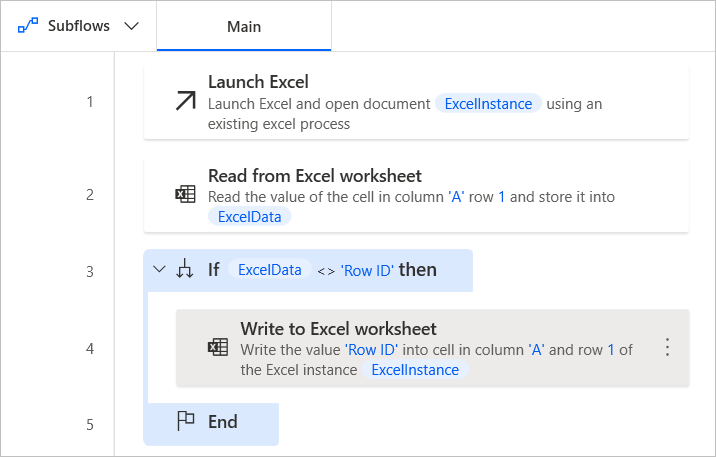 Subflows
Main
1
Launch Excel
Launch Excel and open document ExcelInstance using an
existing excel process
2
Read from Excel worksheet
Read the value of the cell in column 'A' row 1 and store it into
ExcelData
3
If ExcelData <> 'Row ID' then
4
Write to Excel worksheet
Write the value 'Row ID' into cell in column 'A' and row 1 of
the Excel instance ExcelInstance
5
End